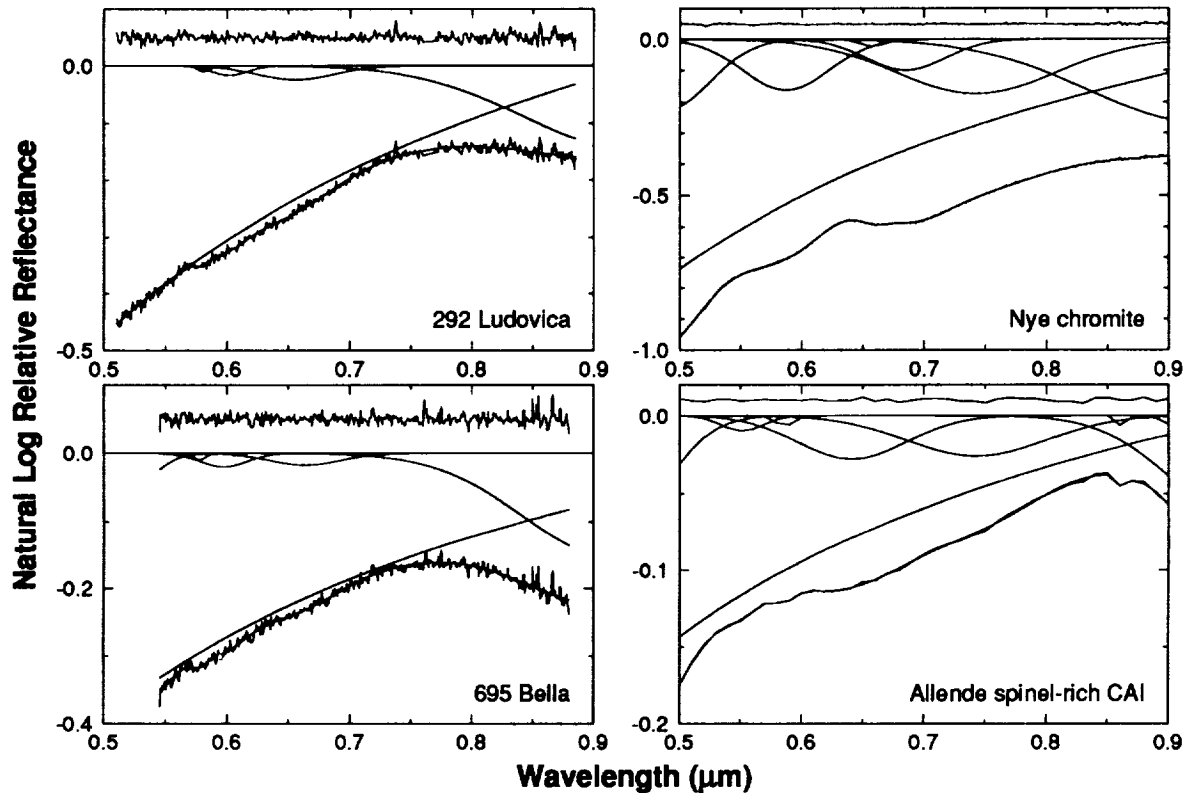 Natural Log Relative Reflectance
0.0
-0.5
0.5 0.6 0.7 0.8 0.9
292 Ludovica
0.0
-0.5
-1.0
0.5 0.6 0.7 0.8 0.9
Nye chromite
0.0
-0.2
-0.4
0.5 0.6 0.7 0.8 0.9
695 Bella
0.0
-0.1
-0.2
0.5 0.6 0.7 0.8 0.9
Allende spinel-rich CAI
Wavelength (μm)